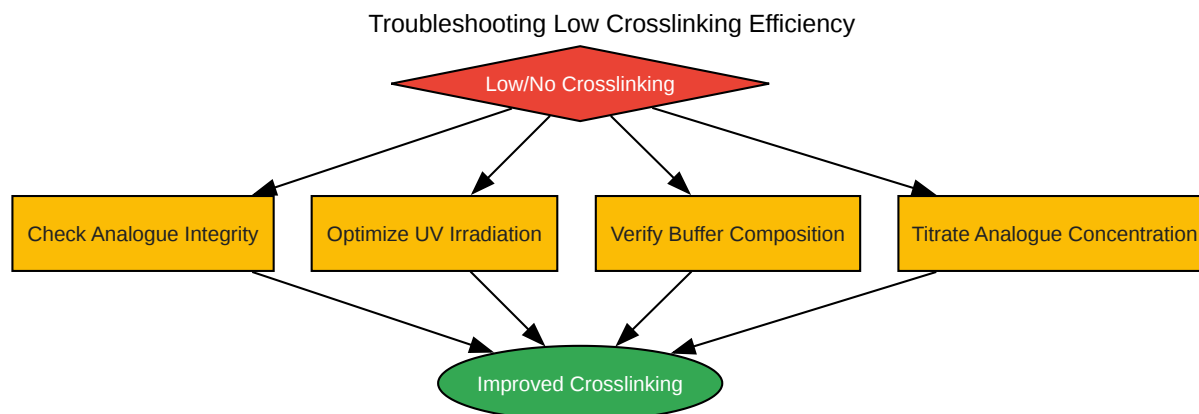 Troubleshooting Low Crosslinking Efficiency
Low/No Crosslinking
Check Analogue Integrity
Optimize UV Irradiation
Verify Buffer Composition
Titrate Analogue Concentration
Improved Crosslinking